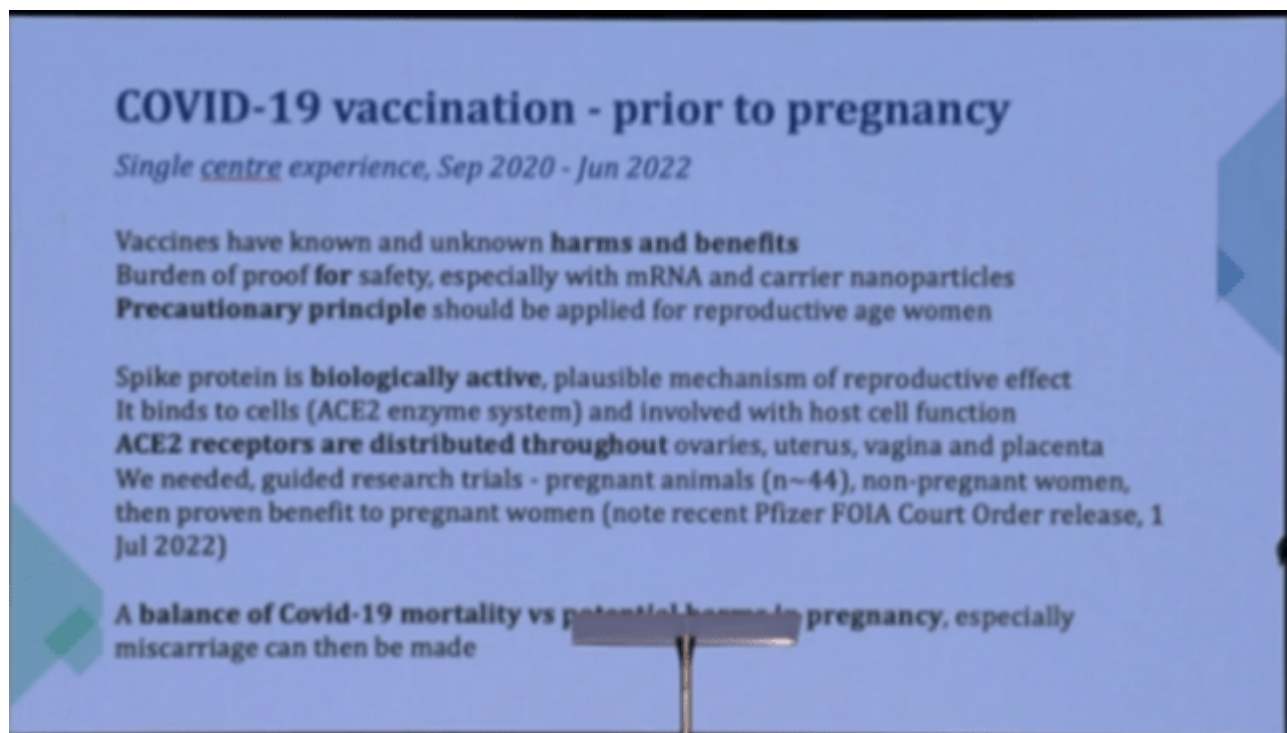 COVID-19 vaccination - prior to pregnancy
Single centre experience, Sep 2020 - Jun 2022
Vaccines have known and unknown harms and benefits
Burden of proof for safety, especially with mRNA and carrier nanoparticles
Precautionary principle should be applied for reproductive age women
Spike protein is biologically active, plausible mechanism of reproductive effect
It binds to cells (ACE2 enzyme system) and involved with host cell function
ACE2 receptors are distributed throughout ovaries, uterus, vagina and placenta
We needed, guided research trials - pregnant animals (n~44), non-pregnant women,
then proven benefit to pregnant women (note recent Pfizer FOIA Court Order release, 1
Jul 2022)
A balance of Covid-19 mortality vs potential harms in pregnancy, especially
miscarriage can then be made